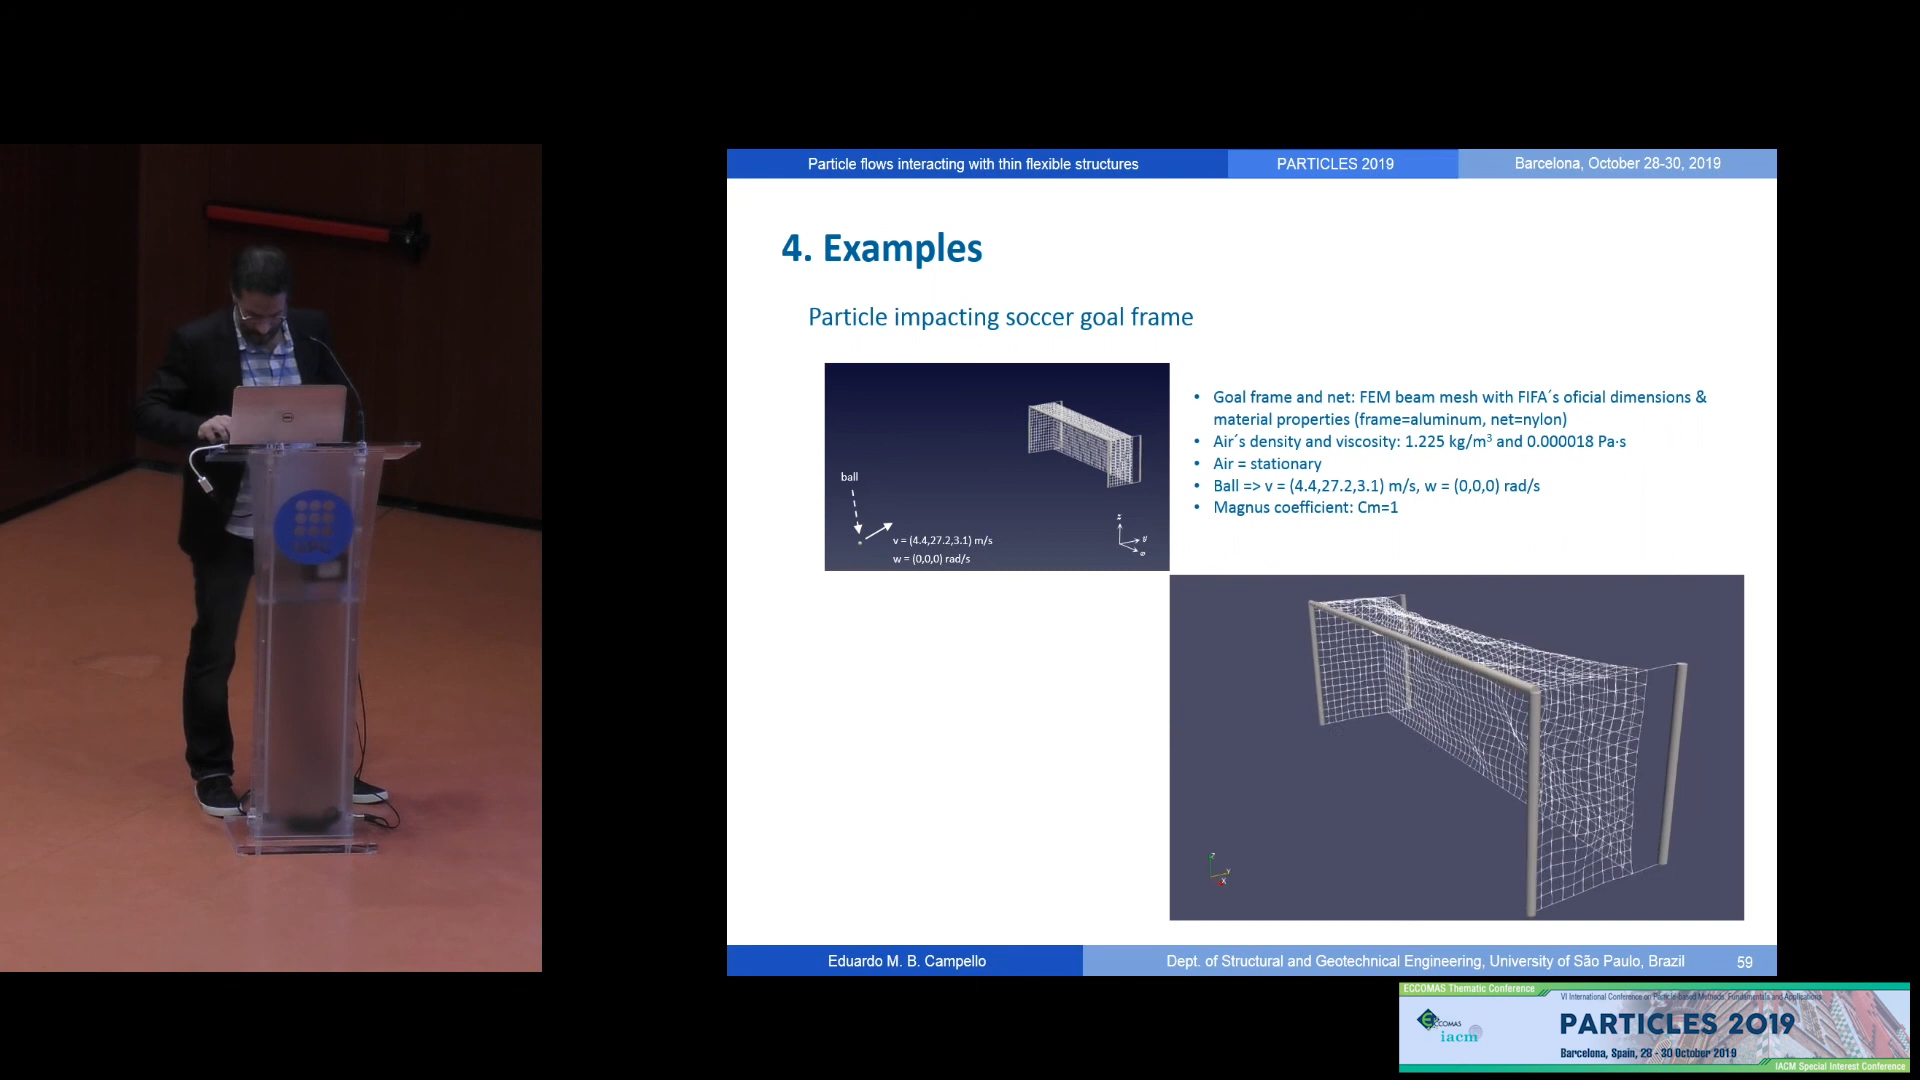 Particle flows interacting with thin flexible structures
PARTICLES 2019
Barcelona, October 28-30, 2019
4. Examples
Particle impacting soccer goal frame
ball
v = (4.4,27.2,3.1) m/s
w = (0,0,0) rad/s
z
y
• Goal frame and net: FEM beam mesh with FIFA´s oficial dimensions &
material properties (frame=aluminum, net=nylon)
• Air´s density and viscosity: 1.225 kg/m³ and 0.000018 Pa·s
• Air = stationary
• Ball => v = (4.4,27.2,3.1) m/s, w = (0,0,0) rad/s
• Magnus coefficient: Cm=1
Z
Y
X
Eduardo M. B. Campello
Dept. of Structural and Geotechnical Engineering, University of São Paulo, Brazil
59
ECCOMAS Thematic Conference
VI International Conference on Particle-based Methods. Fundamentals and Applications
ECCOMAS
iacm
PARTICLES 2019
Barcelona, Spain, 28 - 30 October 2019
IACM Special Interest Conference